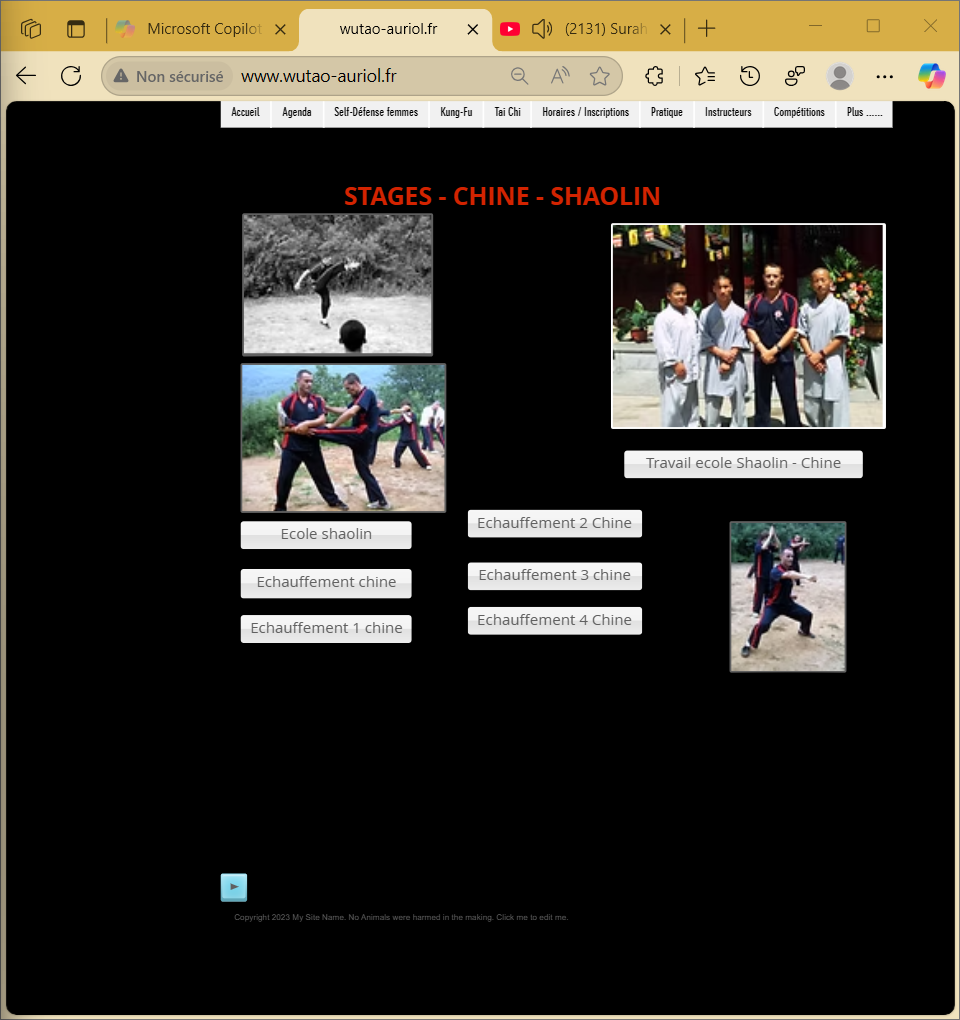 Microsoft Copilot
wutao-auriol.fr
(2131) Surah
Non sécurisé
www.wutao-auriol.fr
Accueil
Agenda
Self-Défense femmes
Kung-Fu
Tai Chi
Horaires / Inscriptions
Pratique
Instructeurs
Compétitions
Plus ......
STAGES - CHINE - SHAOLIN
Travail ecole Shaolin - Chine
Ecole shaolin
Echauffement 2 Chine
Echauffement chine
Echauffement 3 chine
Echauffement 1 chine
Echauffement 4 Chine
Copyright 2023 My Site Name. No Animals were harmed in the making. Click me to edit me.